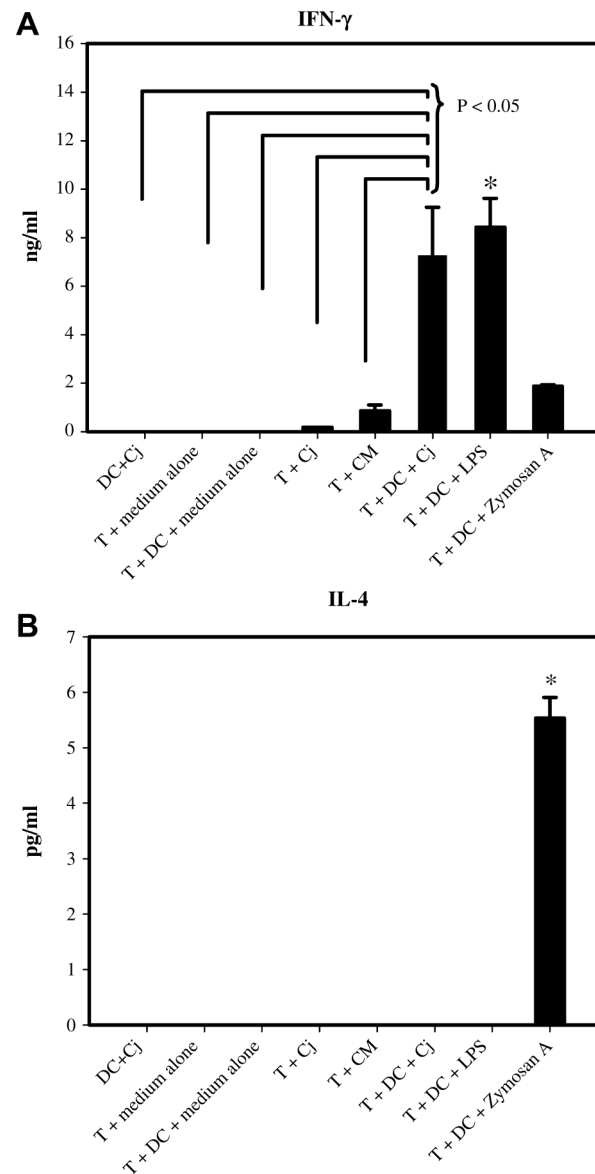 A
IFN-γ
16
14
12
10
8
6
4
2
0
ng/ml
P < 0.05
*
DC+Cj
T + medium alone
T + DC + medium alone
T + Cj
T + CM
T + DC + Cj
T + DC + LPS
T + DC + Zymosan A
B
IL-4
7
6
5
4
3
2
1
0
pg/ml
*
DC+Cj
T + medium alone
T + DC + medium alone
T + Cj
T + CM
T + DC + Cj
T + DC + LPS
T + DC + Zymosan A